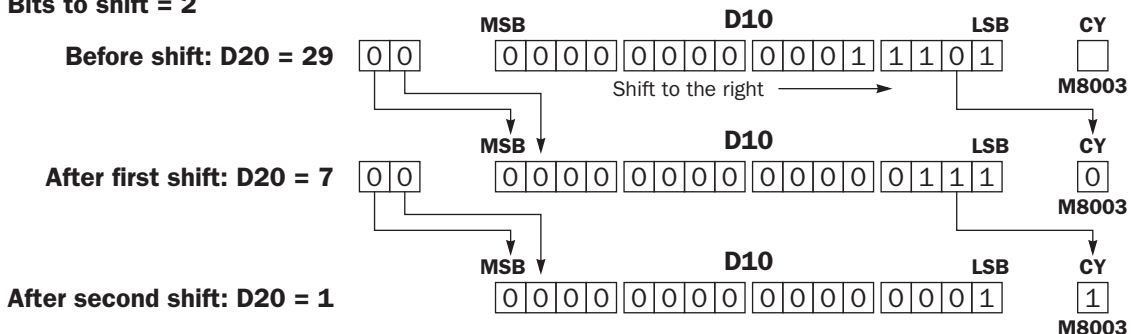 Bits to shift = 2
MSB D10 LSB CY
Before shift: D20 = 29 0 0 0 0 0 0 0 0 0 0 0 0 0 1 1 1 0 1
Shift to the right M8003
MSB D10 LSB CY
After first shift: D20 = 7 0 0 0 0 0 0 0 0 0 0 0 0 0 0 0 1 1 1 0
M8003
MSB D10 LSB CY
After second shift: D20 = 1 0 0 0 0 0 0 0 0 0 0 0 0 0 0 0 1 1
M8003